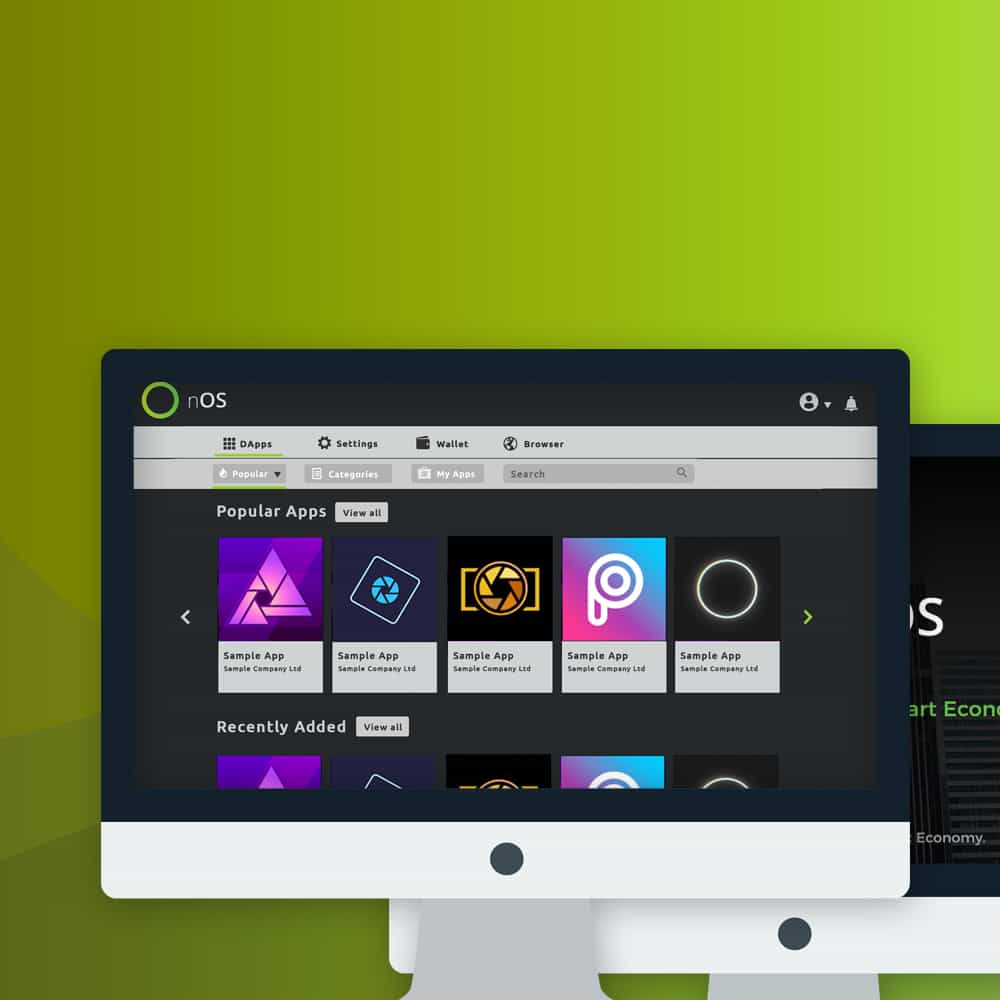 nOS
DApps Settings Wallet Browser
Popular Categories My Apps Search
Popular Apps View all
Sample App Sample App Sample App Sample App Sample App
Sample Company Ltd Sample Company Ltd Sample Company Ltd Sample Company Ltd Sample Company Ltd
Recently Added View all
OS
art Econo
Economy.